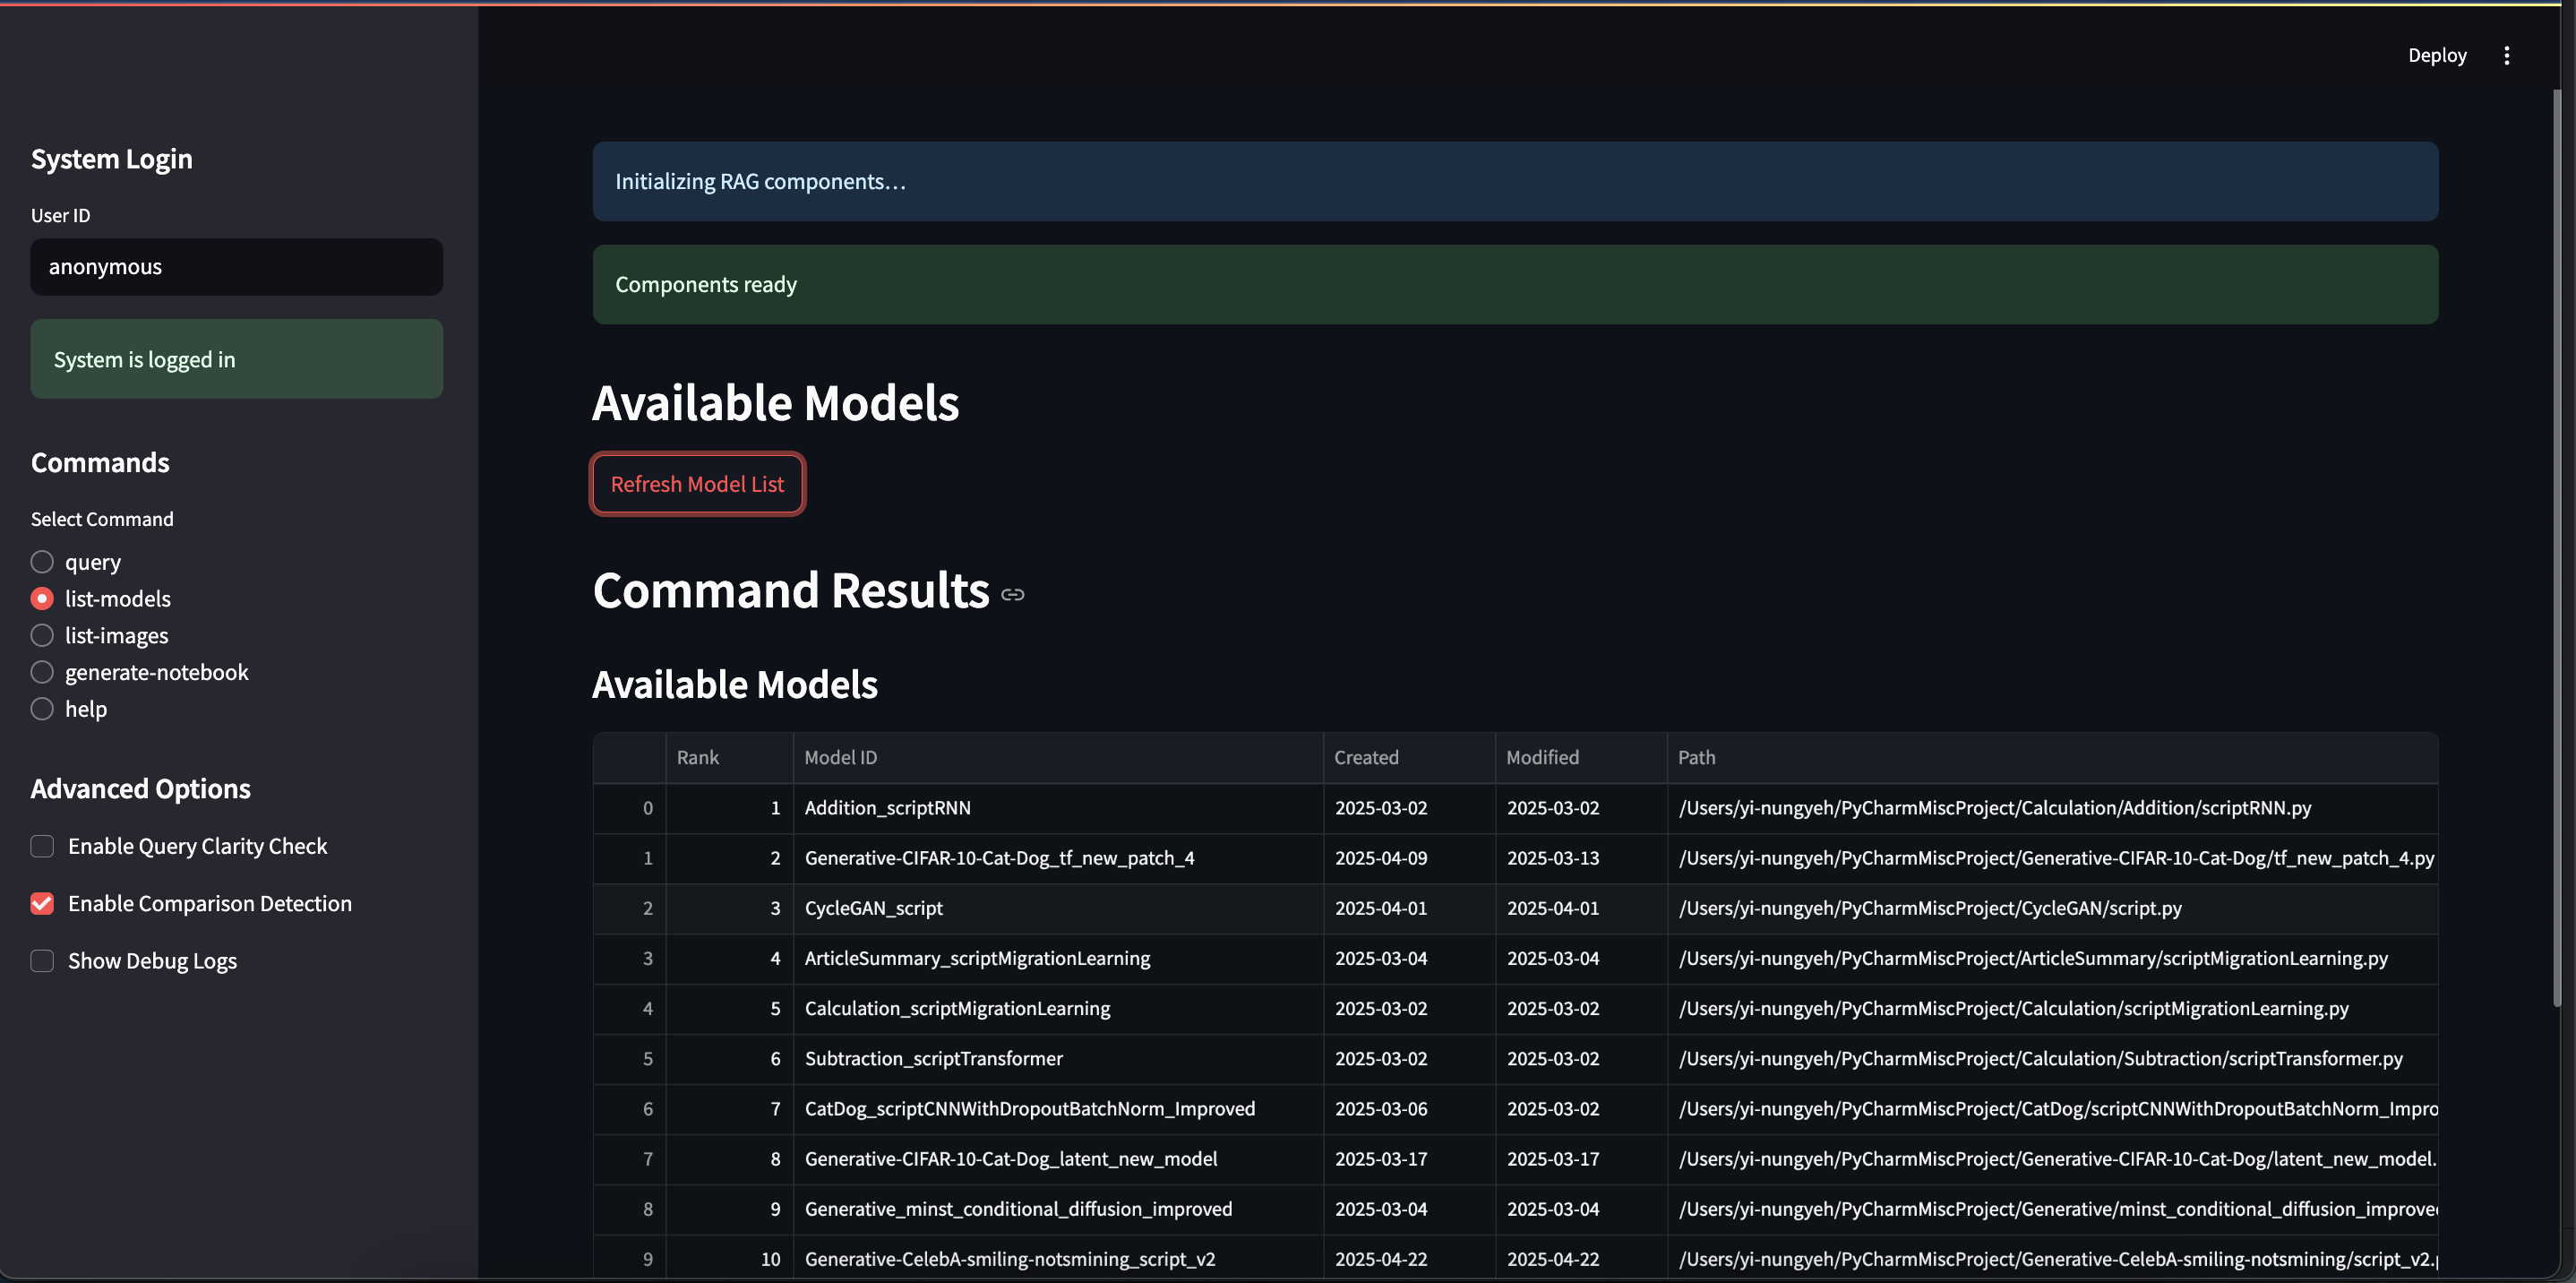 Deploy
System Login
User ID
anonymous
System is logged in
Commands
Select Command
query
list-models
list-images
generate-notebook
help
Advanced Options
Enable Query Clarity Check
Enable Comparison Detection
Show Debug Logs
Initializing RAG components...
Components ready
Available Models
Refresh Model List
Command Results
Available Models
Rank Model ID Created Modified Path
0 1 Addition_scriptRNN 2025-03-02 2025-03-02 /Users/yi-nungyeh/PyCharmMiscProject/Calculation/Addition/scriptRNN.py
1 2 Generative-CIFAR-10-Cat-Dog_tf_new_patch_4 2025-04-09 2025-03-13 /Users/yi-nungyeh/PyCharmMiscProject/Generative-CIFAR-10-Cat-Dog/tf_new_patch_4.py
2 3 CycleGAN_script 2025-04-01 2025-04-01 /Users/yi-nungyeh/PyCharmMiscProject/CycleGAN/script.py
3 4 ArticleSummary_scriptMigrationLearning 2025-03-04 2025-03-04 /Users/yi-nungyeh/PyCharmMiscProject/ArticleSummary/scriptMigrationLearning.py
4 5 Calculation_scriptMigrationLearning 2025-03-02 2025-03-02 /Users/yi-nungyeh/PyCharmMiscProject/Calculation/scriptMigrationLearning.py
5 6 Subtraction_scriptTransformer 2025-03-02 2025-03-02 /Users/yi-nungyeh/PyCharmMiscProject/Calculation/Subtraction/scriptTransformer.py
6 7 CatDog_scriptCNNWithDropoutBatchNorm_Improved 2025-03-06 2025-03-02 /Users/yi-nungyeh/PyCharmMiscProject/CatDog/scriptCNNWithDropoutBatchNorm_Impro
7 8 Generative-CIFAR-10-Cat-Dog_latent_new_model 2025-03-17 2025-03-17 /Users/yi-nungyeh/PyCharmMiscProject/Generative-CIFAR-10-Cat-Dog/latent_new_model.
8 9 Generative_minst_conditional_diffusion_improved 2025-03-04 2025-03-04 /Users/yi-nungyeh/PyCharmMiscProject/Generative/minst_conditional_diffusion_improve
9 10 Generative-CelebA-smiling-notsmining_script_v2 2025-04-22 2025-04-22 /Users/yi-nungyeh/PyCharmMiscProject/Generative-CelebA-smiling-notsmining/script_v2.p